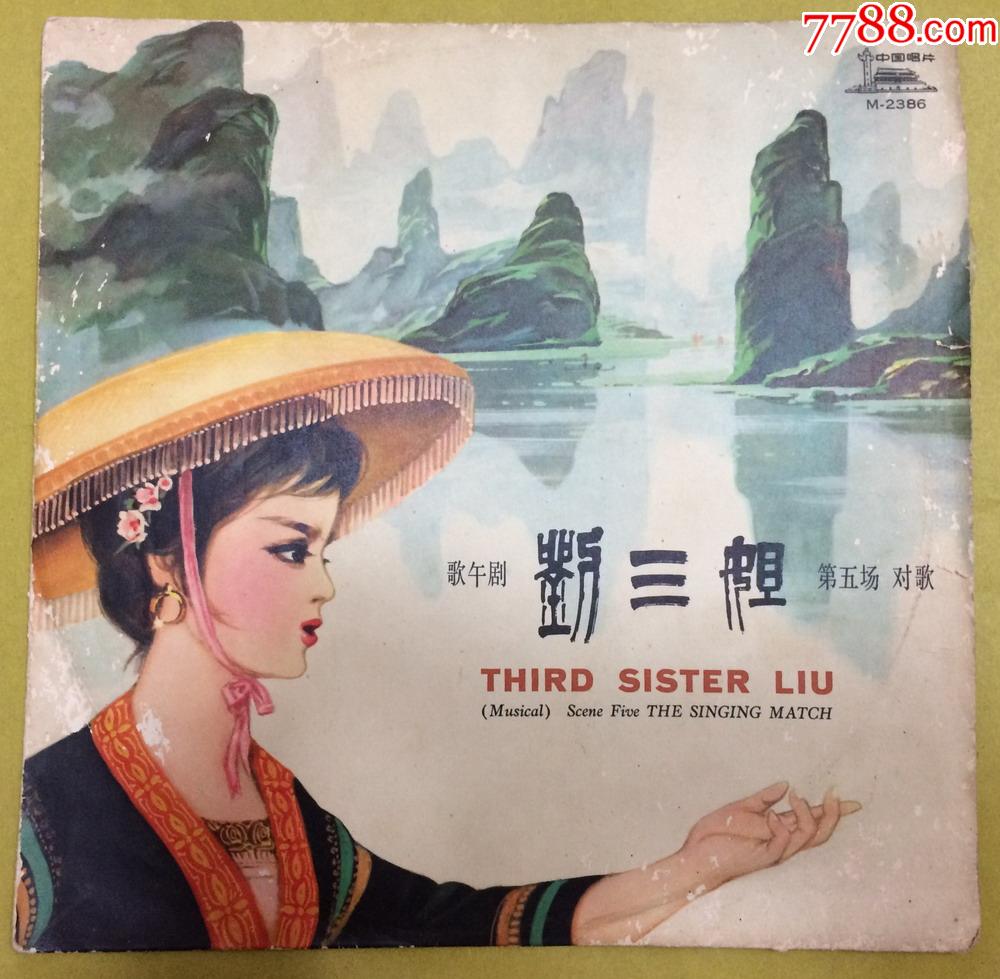 7788.com
中国唱片
M-2386
歌午剧 劉三姐 第五场 对歌
THIRD SISTER LIU
(Musical) Scene Five THE SINGING MATCH